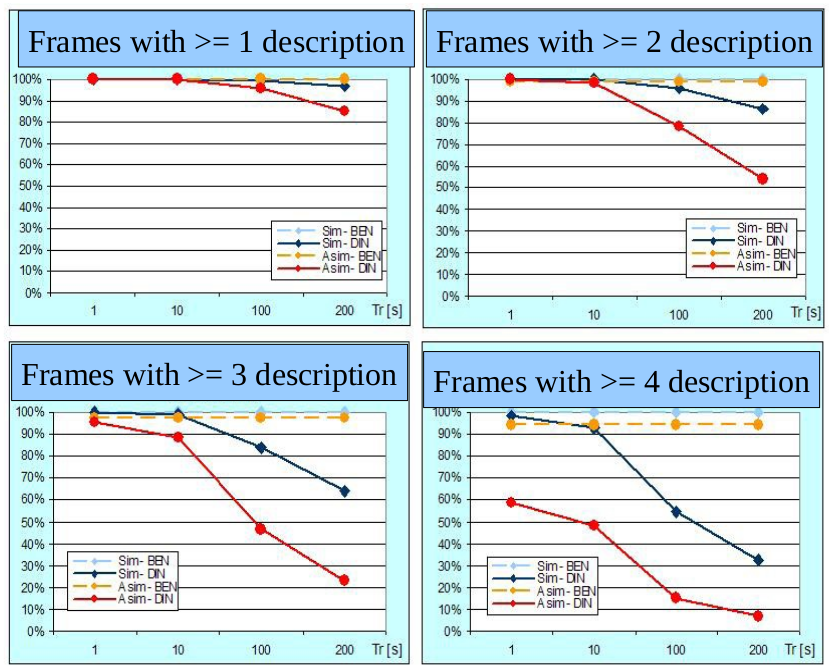 Frames with >= 1 description
100%
90%
80%
70%
60%
50%
40%
30%
20%
10%
0%
Sim- BEN
Sim- DIN
Asim- BEN
Asim- DIN
1 10 100 200 Tr [s]
Frames with >= 2 description
100%
90%
80%
70%
60%
50%
40%
30%
20%
10%
0%
Sim- BEN
Sim- DIN
Asim- BEN
Asim- DIN
1 10 100 200 Tr [s]
Frames with >= 3 description
100%
90%
80%
70%
60%
50%
40%
30%
20%
10%
0%
Sim- BEN
Sim- DIN
Asim- BEN
Asim- DIN
1 10 100 200 Tr [s]
Frames with >= 4 description
100%
90%
80%
70%
60%
50%
40%
30%
20%
10%
0%
Sim- BEN
Sim- DIN
Asim- BEN
Asim- DIN
1 10 100 200 Tr [s]